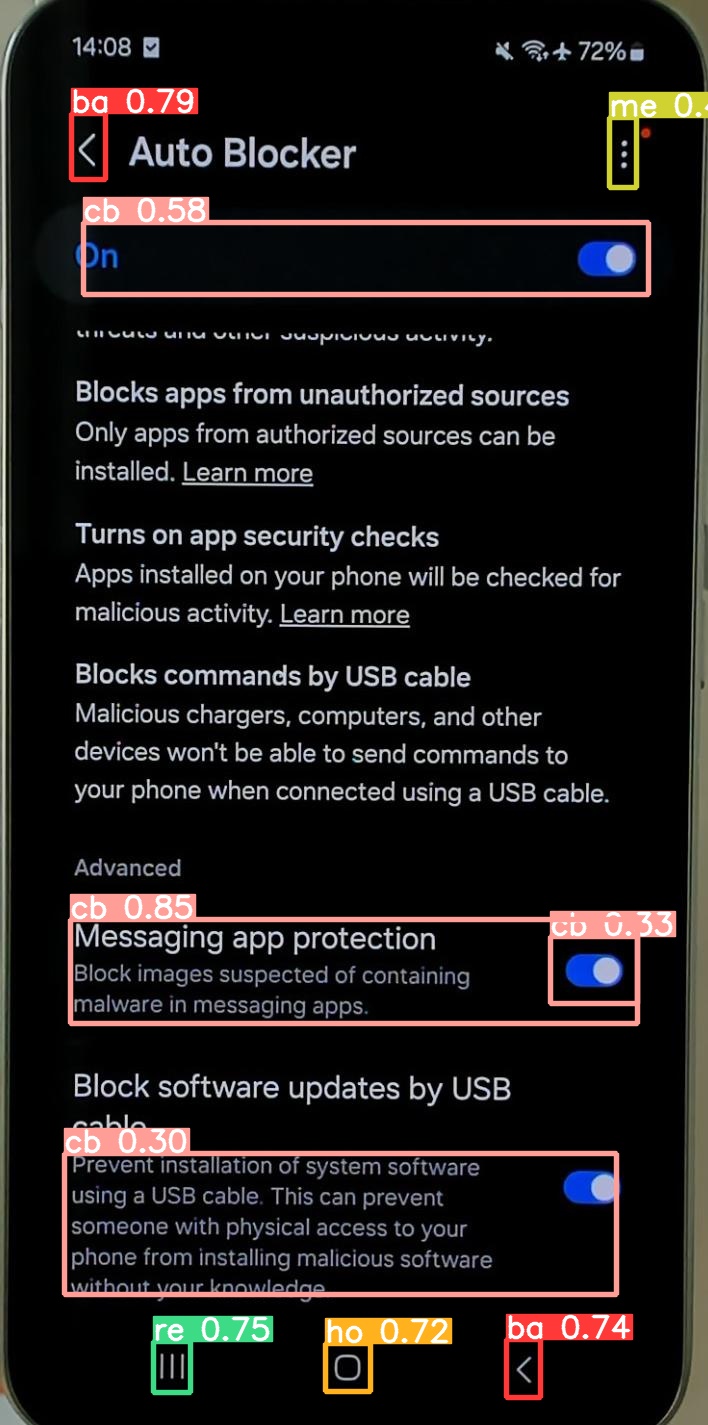 14:08
72%
ba 0.79
me 0.4
Auto Blocker
cb 0.58
On
threats and other suspicious activity.
Blocks apps from unauthorized sources
Only apps from authorized sources can be
installed. Learn more
Turns on app security checks
Apps installed on your phone will be checked for
malicious activity. Learn more
Blocks commands by USB cable
Malicious chargers, computers, and other
devices won't be able to send commands to
your phone when connected using a USB cable.
Advanced
cb 0.85
cb 0.33
Messaging app protection
Block images suspected of containing
malware in messaging apps.
Block software updates by USB
cable
cb 0.30
Prevent installation of system software
using a USB cable. This can prevent
someone with physical access to your
phone from installing malicious software
without your knowledge
re 0.75
ho 0.72
ba 0.74